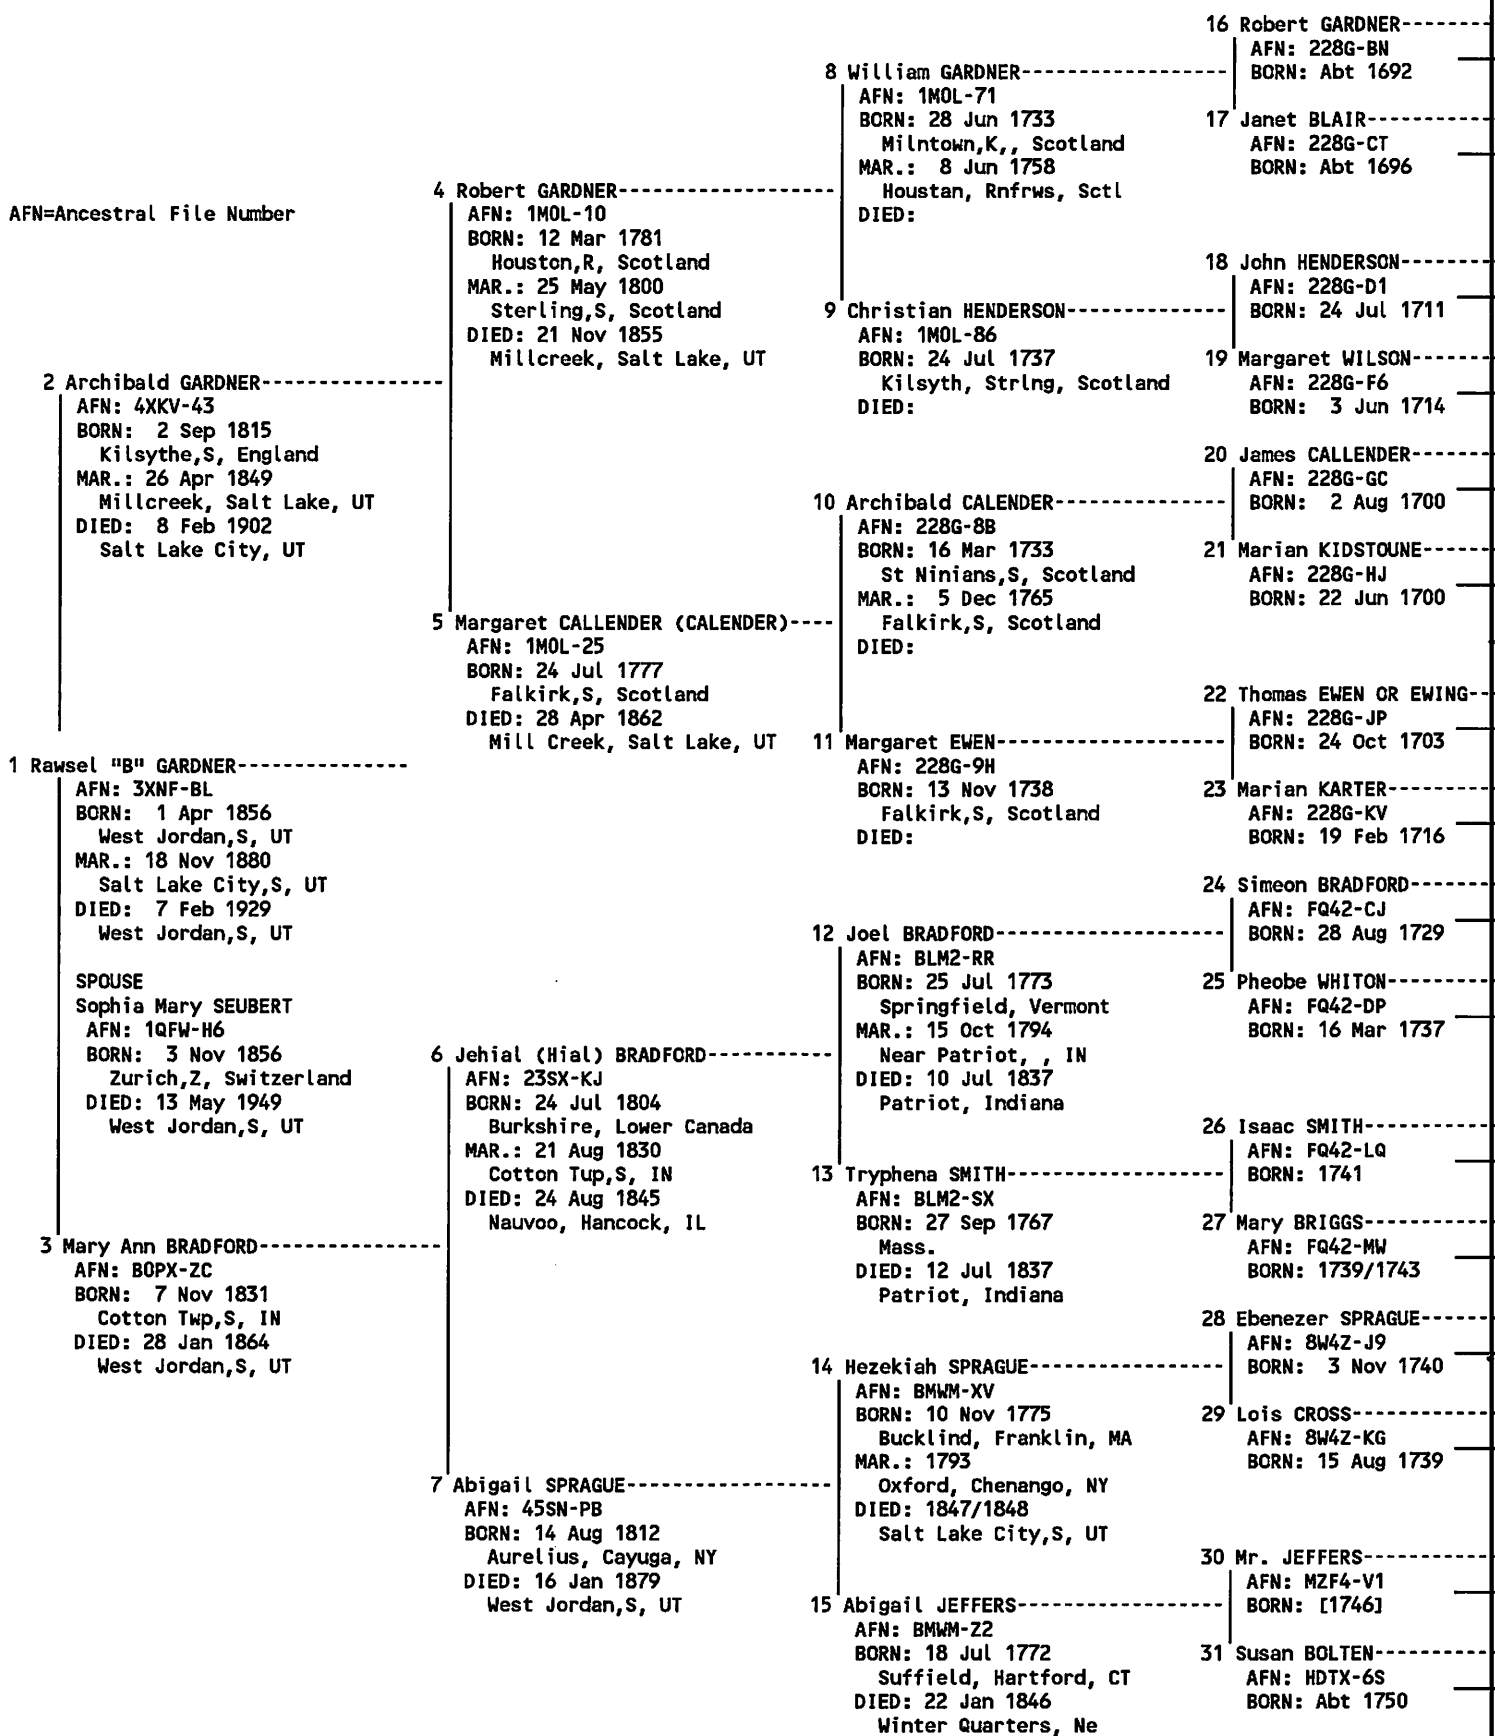 AFN=Ancestral File Number
1 Rawsel "B" GARDNER---------------
AFN: 3XNF-BL
BORN: 1 Apr 1856
West Jordan,S, UT
MAR.: 18 Nov 1880
Salt Lake City,S, UT
DIED: 7 Feb 1929
West Jordan,S, UT
SPOUSE
Sophia Mary SEUBERT
AFN: 1QFW-H6
BORN: 3 Nov 1856
Zurich,Z, Switzerland
DIED: 13 May 1949
West Jordan,S, UT
2 Archibald GARDNER----------------
AFN: 4XKV-43
BORN: 2 Sep 1815
Kilsythe,S, England
MAR.: 26 Apr 1849
Millcreek, Salt Lake, UT
DIED: 8 Feb 1902
Salt Lake City, UT
3 Mary Ann BRADFORD----------------
AFN: B0PX-ZC
BORN: 7 Nov 1831
Cotton Twp,S, IN
DIED: 28 Jan 1864
West Jordan,S, UT
4 Robert GARDNER-------------------
AFN: 1M0L-10
BORN: 12 Mar 1781
Houston,R, Scotland
MAR.: 25 May 1800
Sterling,S, Scotland
DIED: 21 Nov 1855
Millcreek, Salt Lake, UT
5 Margaret CALLENDER (CALENDER)----
AFN: 1M0L-25
BORN: 24 Jul 1777
Falkirk,S, Scotland
DIED: 28 Apr 1862
Mill Creek, Salt Lake, UT
6 Jehial (Hial) BRADFORD-----------
AFN: 23SX-KJ
BORN: 24 Jul 1804
Burkshire, Lower Canada
MAR.: 21 Aug 1830
Cotton Tup,S, IN
DIED: 24 Aug 1845
Nauvoo, Hancock, IL
7 Abigail SPRAGUE------------------
AFN: 45SN-PB
BORN: 14 Aug 1812
Aurelius, Cayuga, NY
DIED: 16 Jan 1879
West Jordan,S, UT
8 William GARDNER------------------
AFN: 1M0L-71
BORN: 28 Jun 1733
Milntown,K,, Scotland
MAR.: 8 Jun 1758
Houstan, Rnfrws, Sctl
DIED:
9 Christian HENDERSON--------------
AFN: 1M0L-86
BORN: 24 Jul 1737
Kilsyth, Strlng, Scotland
DIED:
10 Archibald CALENDER---------------
AFN: 228G-8B
BORN: 16 Mar 1733
St Ninians,S, Scotland
MAR.: 5 Dec 1765
Falkirk,S, Scotland
DIED:
11 Margaret EWEN--------------------
AFN: 228G-9H
BORN: 13 Nov 1738
Falkirk,S, Scotland
DIED:
12 Joel BRADFORD--------------------
AFN: BLM2-RR
BORN: 25 Jul 1773
Springfield, Vermont
MAR.: 15 Oct 1794
Near Patriot, , IN
DIED: 10 Jul 1837
Patriot, Indiana
13 Tryphena SMITH-------------------
AFN: BLM2-SX
BORN: 27 Sep 1767
Mass.
DIED: 12 Jul 1837
Patriot, Indiana
14 Hezekiah SPRAGUE-----------------
AFN: BMWM-XV
BORN: 10 Nov 1775
Bucklind, Franklin, MA
MAR.: 1793
Oxford, Chenango, NY
DIED: 1847/1848
Salt Lake City,S, UT
15 Abigail JEFFERS------------------
AFN: BMWM-Z2
BORN: 18 Jul 1772
Suffield, Hartford, CT
DIED: 22 Jan 1846
Winter Quarters, Ne
16 Robert GARDNER--------
AFN: 228G-BN
BORN: Abt 1692
17 Janet BLAIR-----------
AFN: 228G-CT
BORN: Abt 1696
18 John HENDERSON--------
AFN: 228G-D1
BORN: 24 Jul 1711
19 Margaret WILSON-------
AFN: 228G-F6
BORN: 3 Jun 1714
20 James CALLENDER-------
AFN: 228G-GC
BORN: 2 Aug 1700
21 Marian KIDSTOUNE------
AFN: 228G-HJ
BORN: 22 Jun 1700
22 Thomas EWEN OR EWING--
AFN: 228G-JP
BORN: 24 Oct 1703
23 Marian KARTER---------
AFN: 228G-KV
BORN: 19 Feb 1716
24 Simeon BRADFORD-------
AFN: FQ42-CJ
BORN: 28 Aug 1729
25 Pheobe WHITON---------
AFN: FQ42-DP
BORN: 16 Mar 1737
26 Isaac SMITH-----------
AFN: FQ42-LQ
BORN: 1741
27 Mary BRIGGS-----------
AFN: FQ42-MW
BORN: 1739/1743
28 Ebenezer SPRAGUE------
AFN: 8W4Z-J9
BORN: 3 Nov 1740
29 Lois CROSS------------
AFN: 8W4Z-KG
BORN: 15 Aug 1739
30 Mr. JEFFERS-----------
AFN: MZF4-V1
BORN: [1746]
31 Susan BOLTEN----------
AFN: HDTX-6S
BORN: Abt 1750